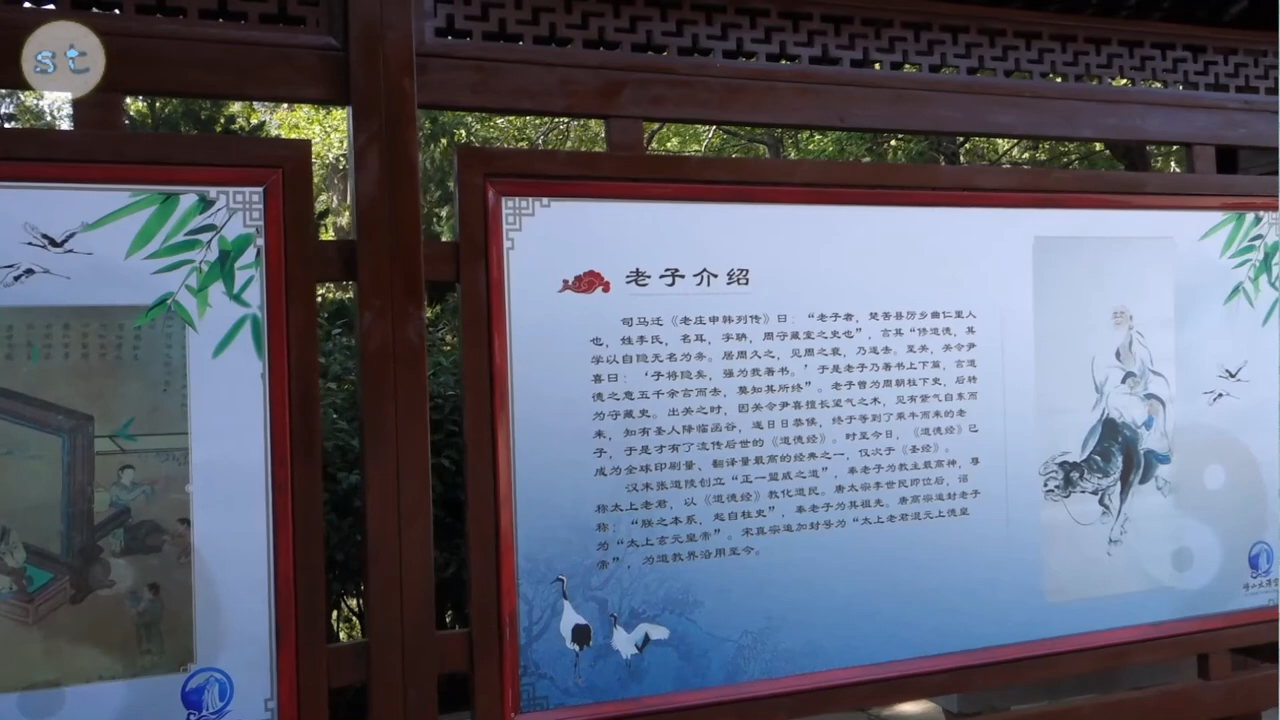 st
老子介绍
司马迁《老庄申韩列传》曰：“老子者，楚苦县厉乡曲仁里人
也，姓李氏，名耳，字聃，周守藏室之史也”，言其“修道德，其
学以自隐无名为务。居周久之，见周之衰，乃遂去。至关，关令尹
喜曰：‘子将隐矣，强为我著书。’于是老子乃著书上下篇，言道
德之意五千余言而去，莫知其所终”。老子曾为周朝柱下史，后转
为守藏史。出关之时，因关令尹喜擅长望气之术，见有紫气自东而
来，知有圣人降临函谷，遂日日恭候，终于等到了乘牛而来的老
子，于是才有了流传后世的《道德经》。时至今日，《道德经》已
成为全球印刷量、翻译量最高的经典之一，仅次于《圣经》。
汉末张道陵创立“正一盟威之道”，奉老子为教主最高神，尊
称太上老君，以《道德经》教化道民。唐太宗李世民即位后，诏
称：“朕之本系，起自柱史”，奉老子为其祖先。唐高宗追封老子
为“太上玄元皇帝”。宋真宗追加封号为“太上老君混元上德皇
帝”，为道教界沿用至今。